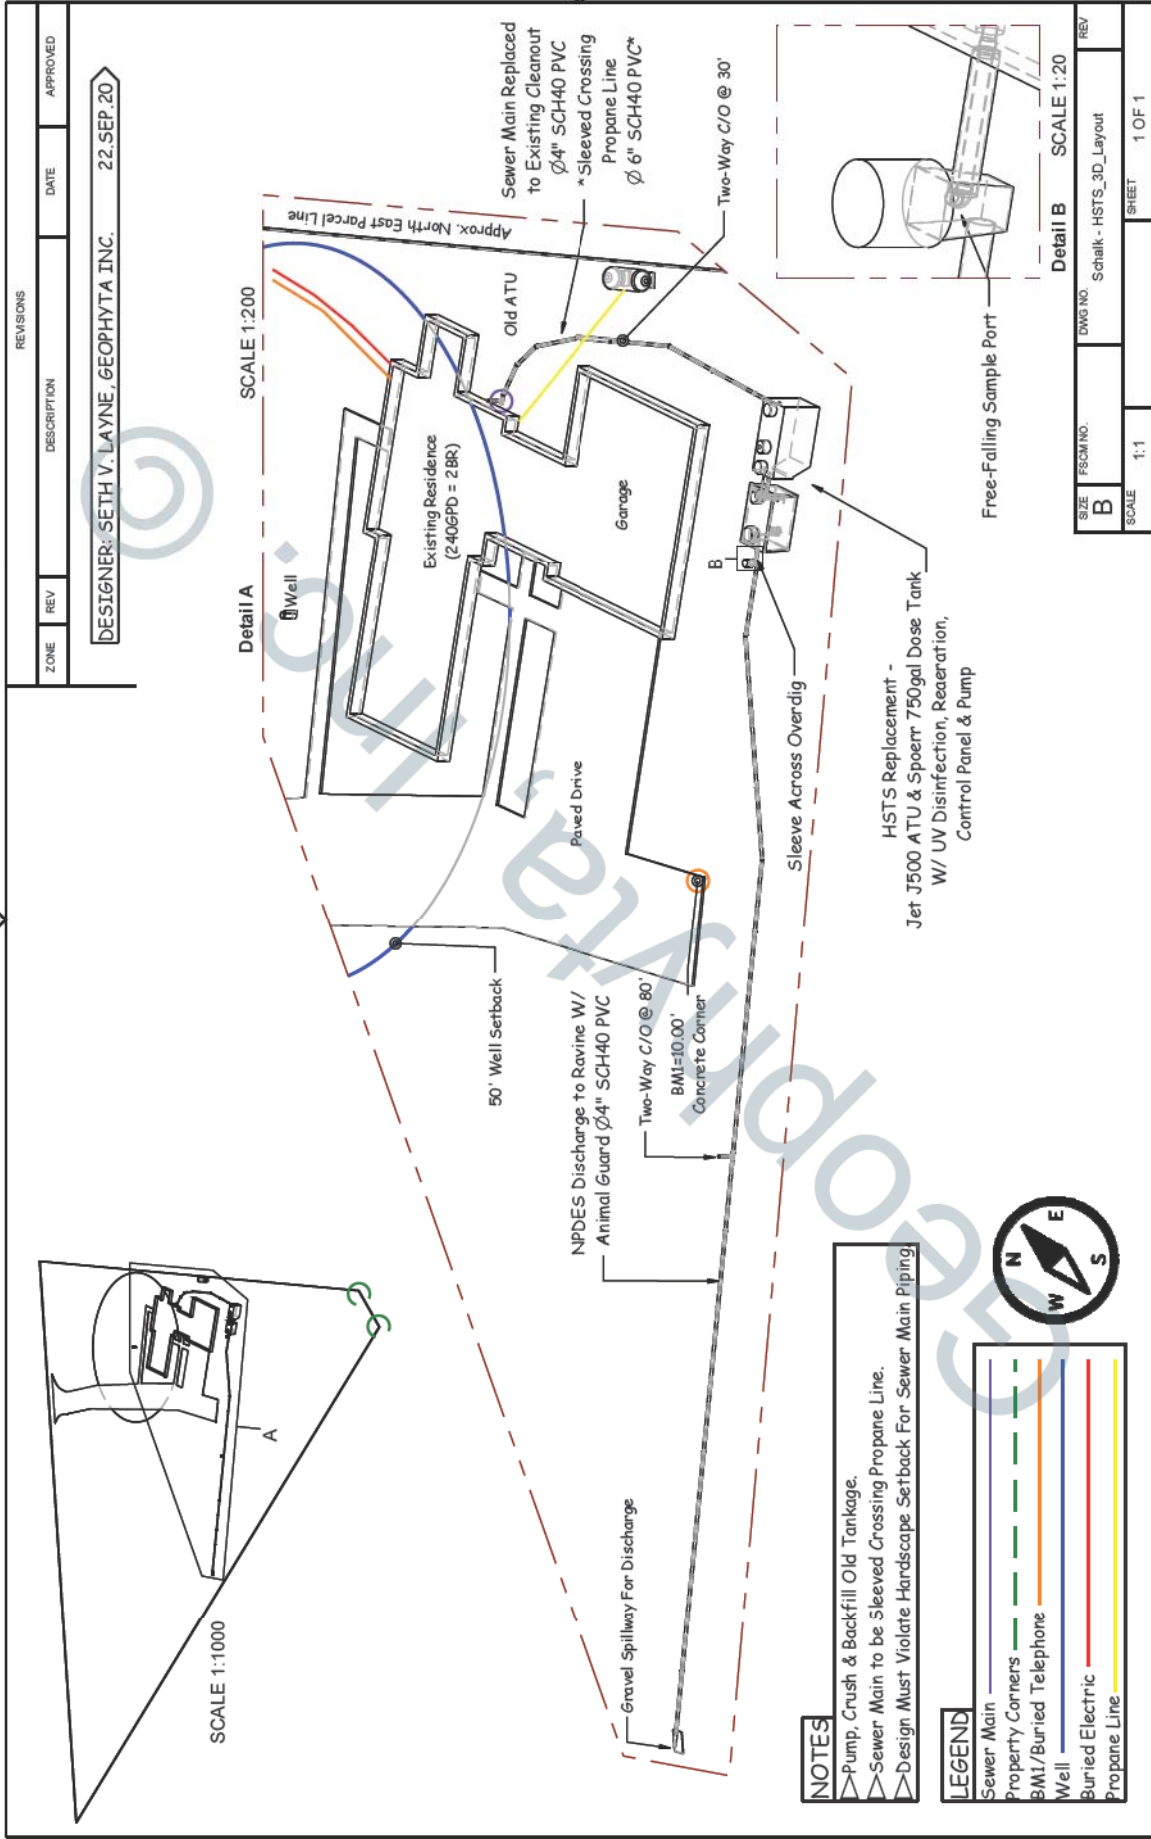 REVISIONS
ZONE
REV
DESCRIPTION
DATE
APPROVED
DESIGNER: SETH V. LAYNE, GEOPHYTA INC. 22.SEP.20
SCALE 1:1000
A
Detail A
SCALE 1:200
Well
Approx. North East Parcel Line
Existing Residence
(240GPD = 2BR)
Old ATU
Garage
Paved Drive
Sewer Main Replaced
to Existing Cleanout
Ø4" SCH40 PVC
*Sleeved Crossing
Propane Line
Ø 6" SCH40 PVC*
Two-Way C/O @ 30'
50' Well Setback
NPDES Discharge to Ravine W/
Animal Guard Ø4" SCH40 PVC
Two-Way C/O @ 80'
BM1=10.00'
Concrete Corner
Gravel Spillway For Discharge
B
Sleeve Across Overdig
HSTS Replacement -
Jet J500 ATU & Spoerr 750gal Dose Tank
W/ UV Disinfection, Reaeration,
Control Panel & Pump
Free-Falling Sample Port
Detail B SCALE 1:20
NOTES
Pump, Crush & Backfill Old Tankage.
Sewer Main to be Sleeved Crossing Propane Line.
Design Must Violate Hardscape Setback For Sewer Main Piping.
LEGEND
Sewer Main
Property Corners
BM1/Buried Telephone
Well
Buried Electric
Propane Line
N
E
S
W
SIZE
B
FSCM NO.
DWG NO.
Schalk - HSTS_3D_Layout
REV
SCALE
1:1
SHEET
1 OF 1
Geophyta, Inc. ©